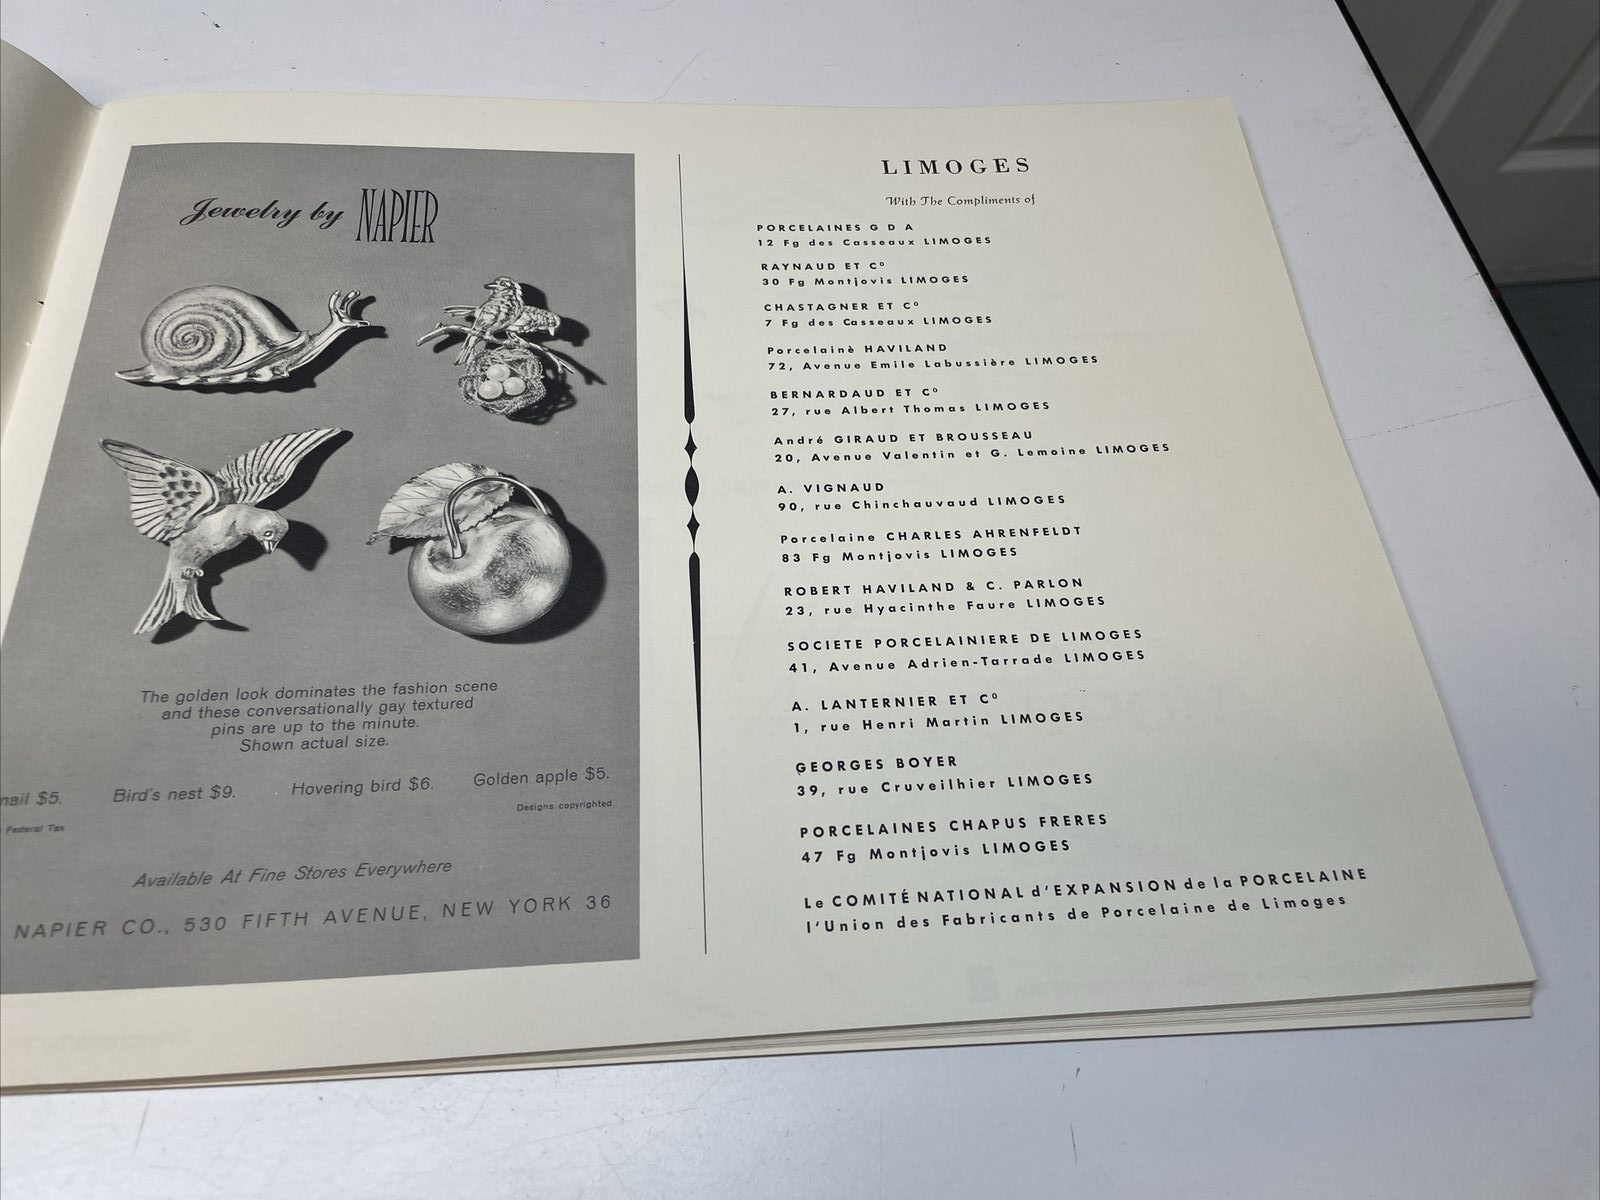 Jewelry by NAPIER
The golden look dominates the fashion scene
and these conversationally gay textured
pins are up to the minute.
Shown actual size.
$5. Bird's nest $9. Hovering bird $6. Golden apple $5.
Federal Tax
Designs copyrighted
Available At Fine Stores Everywhere
NAPIER CO., 530 FIFTH AVENUE, NEW YORK 36
LIMOGES
With The Compliments of
PORCELAINES G D A
12 Fg des Casseaux LIMOGES
RAYNAUD ET Cº
30 Fg Montjovis LIMOGES
CHASTAGNER ET Cº
7 Fg des Casseaux LIMOGES
Porcelainè HAVILAND
72, Avenue Emile Labussière LIMOGES
BERNARDAUD ET Cº
27, rue Albert Thomas LIMOGES
André GIRAUD ET BROUSSEAU
20, Avenue Valentin et G. Lemoine LIMOGES
A. VIGNAUD
90, rue Chinchauvaud LIMOGES
Porcelaine CHARLES AHRENFELDT
83 Fg Montjovis LIMOGES
ROBERT HAVILAND & C. PARLON
23, rue Hyacinthe Faure LIMOGES
SOCIETE PORCELAINIERE DE LIMOGES
41, Avenue Adrien-Tarrade LIMOGES
A. LANTERNIER ET Cº
1, rue Henri Martin LIMOGES
GEORGES BOYER
39, rue Cruveilhier LIMOGES
PORCELAINES CHAPUS FRERES
47 Fg Montjovis LIMOGES
Le COMITÉ NATIONAL d'EXPANSION de la PORCELAINE
l'Union des Fabricants de Porcelaine de Limoges